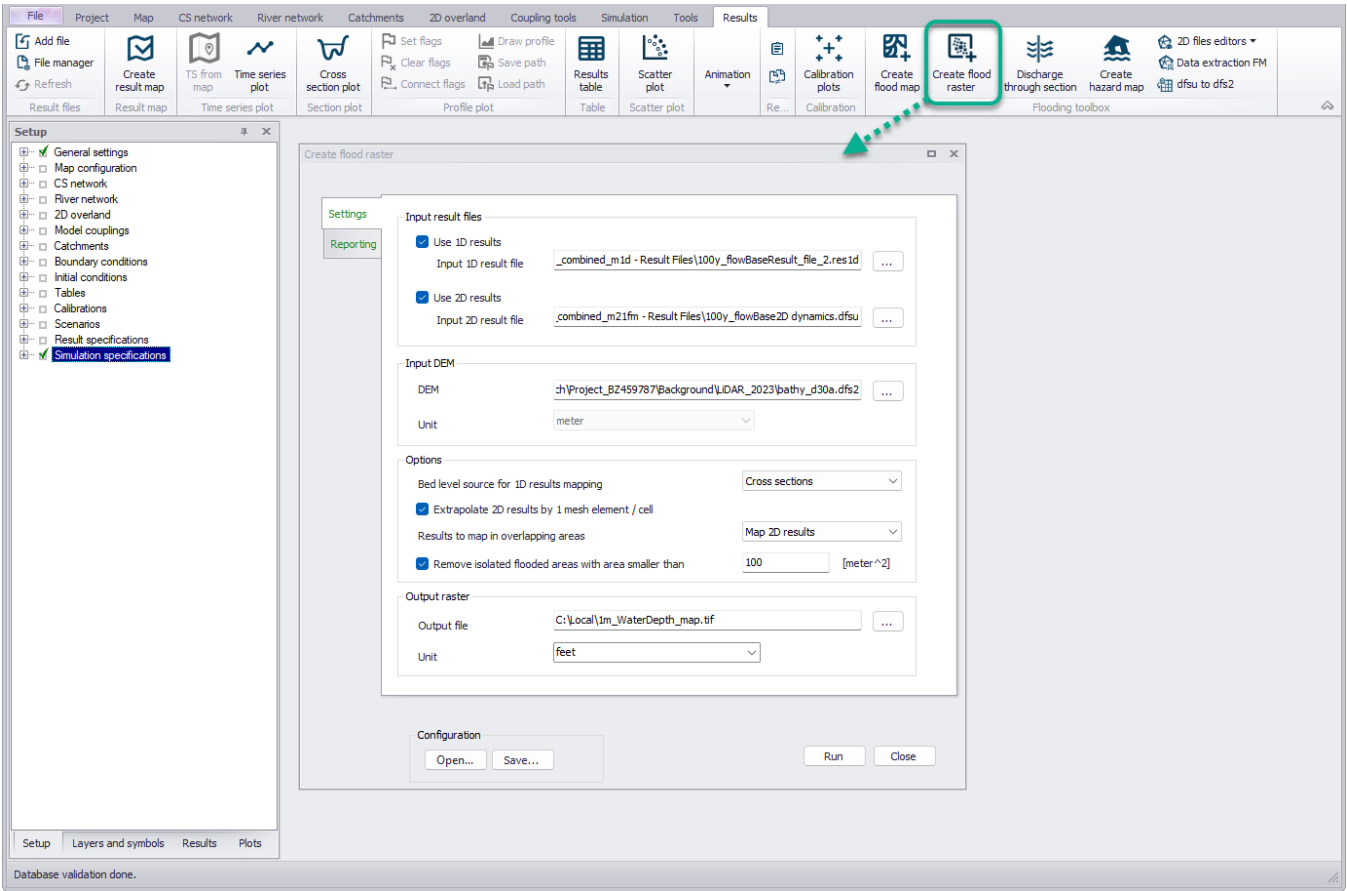 File Project Map CS network River network Catchments 2D overland Coupling tools Simulation Tools Results
Add file
File manager
Refresh
Result files
Create result map
Result map
TS from map
Time series plot
Time series plot
Cross section plot
Section plot
Set flags
Clear flags
Connect flags
Draw profile
Save path
Load path
Profile plot
Results table
Table
Scatter plot
Scatter plot
Animation
Re...
Calibration plots
Calibration
Create flood map
Create flood raster
Discharge through section
Create hazard map
2D files editors
Data extraction FM
dfsu to dfs2
Flooding toolbox
Setup
General settings
Map configuration
CS network
River network
2D overland
Model couplings
Catchments
Boundary conditions
Initial conditions
Tables
Calibrations
Scenarios
Result specifications
Simulation specifications
Create flood raster
Settings
Reporting
Input result files
Use 1D results
Input 1D result file _combined_m1d - Result Files\100y_flowBaseResult_file_2.res1d ...
Use 2D results
Input 2D result file _combined_m21fm - Result Files\100y_flowBase2D dynamics.dfsu ...
Input DEM
DEM ch\Project_BZ459787\Background\LiDAR_2023\bathy_d30a.dfs2 ...
Unit meter
Options
Bed level source for 1D results mapping Cross sections
Extrapolate 2D results by 1 mesh element / cell
Results to map in overlapping areas Map 2D results
Remove isolated flooded areas with area smaller than 100 [meter^2]
Output raster
Output file C:\Local\1m_WaterDepth_map.tif ...
Unit feet
Configuration
Open... Save... Run Close
Setup Layers and symbols Results Plots
Database validation done.